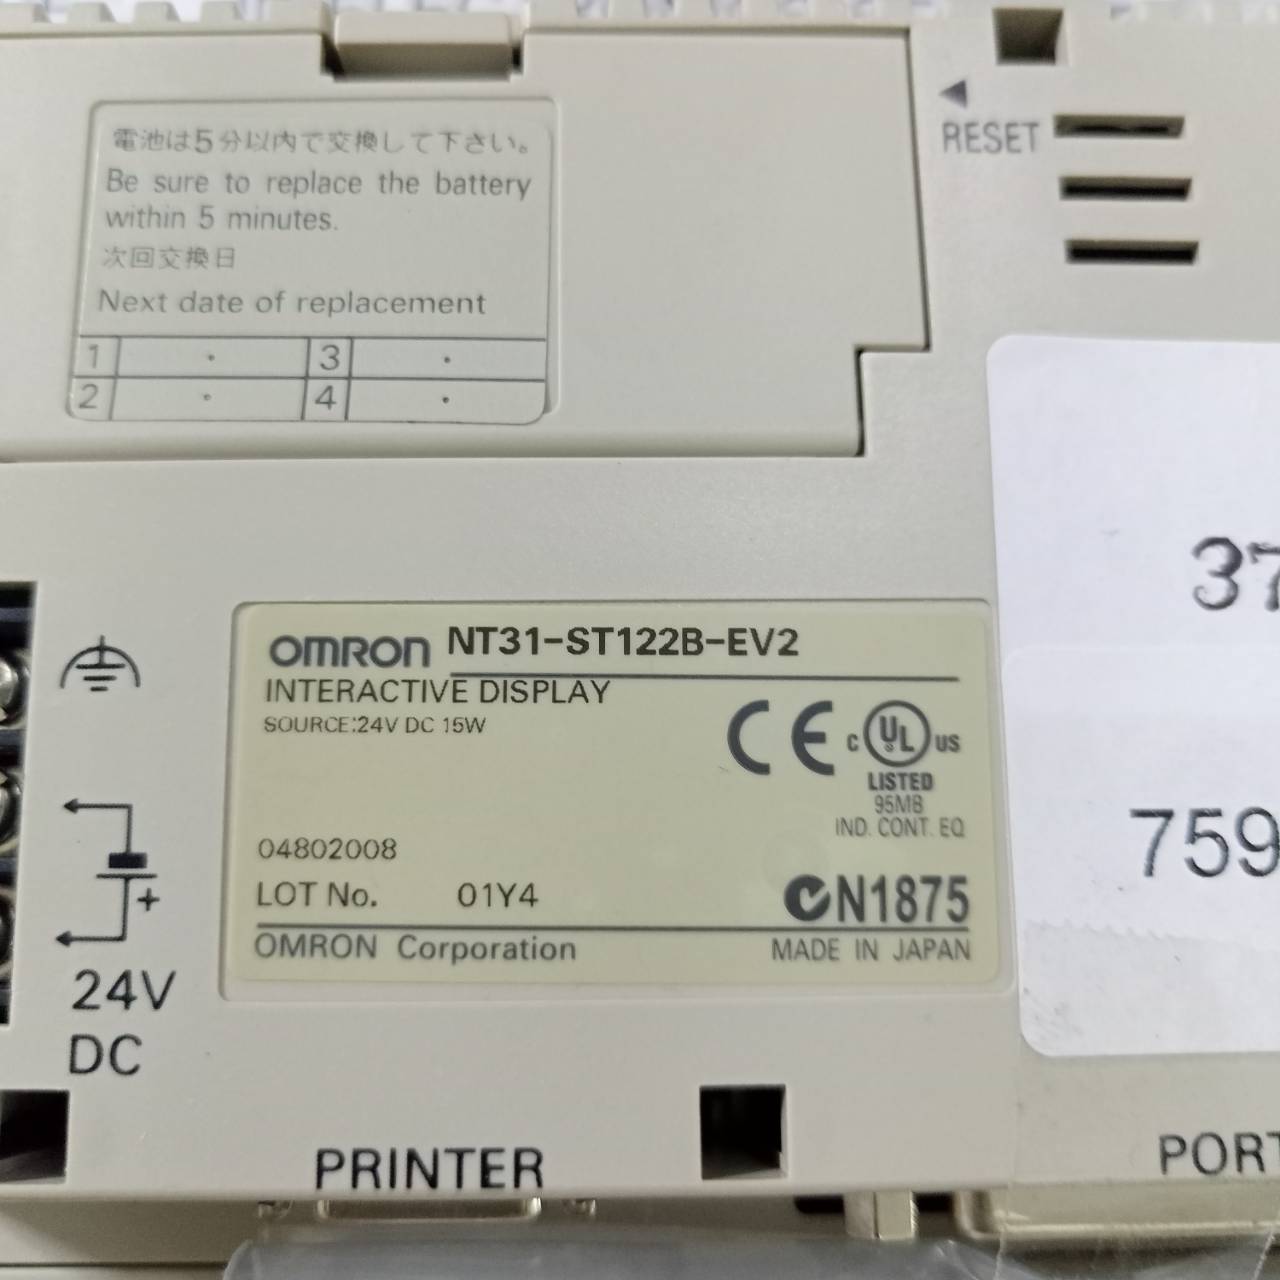 電池は5分以内で交換して下さい。
Be sure to replace the battery
within 5 minutes.
次回交換日
Next date of replacement
1 3
2 4
RESET
37
759
OMRON NT31-ST122B-EV2
INTERACTIVE DISPLAY
SOURCE:24V DC 15W
CE C UL US
LISTED
95M8
IND. CONT. EQ
04802008
LOT No. 01Y4
N1875
OMRON Corporation MADE IN JAPAN
+
24V
DC
PRINTER
PORT